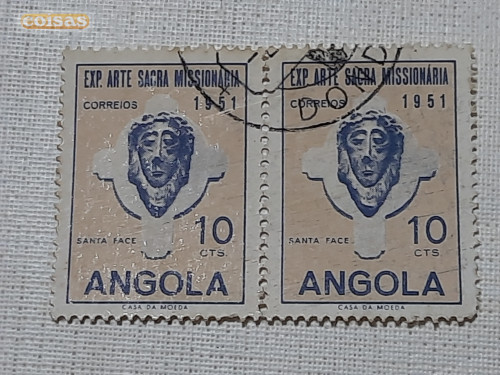 coisas
EXP. ARTE SACRA MISSIONÁRIA
CORREIOS 1951
SANTA FACE 10
CTS.
ANGOLA
CASA DA MOEDA
EXP. ARTE SACRA MISSIONÁRIA
CORREIOS 1951
SANTA FACE 10
CTS.
ANGOLA
CASA DA MOEDA